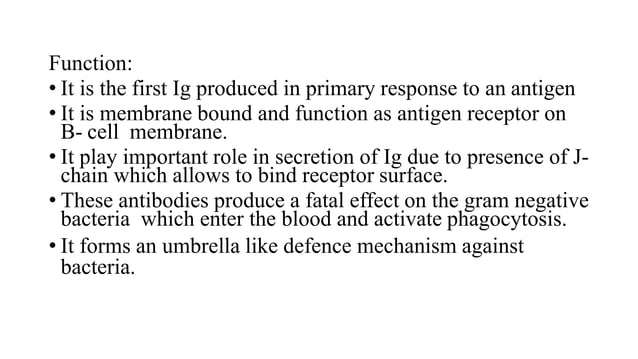 Function:
• It is the first Ig produced in primary response to an antigen
• It is membrane bound and function as antigen receptor on
B- cell  membrane.
• It play important role in secretion of Ig due to presence of J-
chain which allows to bind receptor surface.
• These antibodies produce a fatal effect on the gram negative
bacteria  which enter the blood and activate phagocytosis.
• It forms an umbrella like defence mechanism against
bacteria.